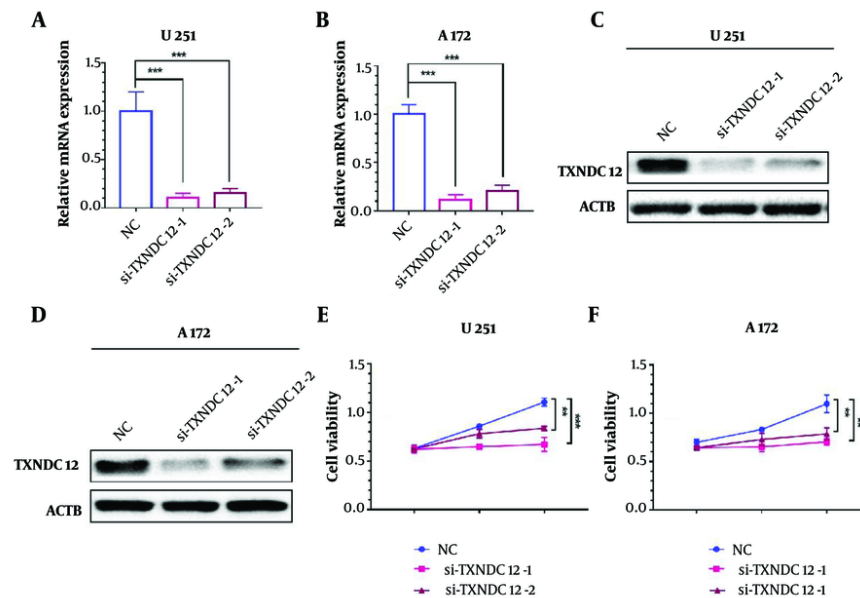 A
U 251
Relative mRNA expression
1.5
1.0
0.5
0.0
***
***
NC
si-TXNDC 12 -1
si-TXNDC 12 -2
B
A 172
Relative mRNA expression
1.5
1.0
0.5
0.0
***
***
NC
si-TXNDC 12 -1
si-TXNDC 12 -2
C
U 251
NC
si-TXNDC 12 -1
si-TXNDC 12 -2
TXNDC 12
ACTB
D
A 172
NC
si-TXNDC 12 -1
si-TXNDC 12 -2
TXNDC 12
ACTB
E
U 251
Cell viability
1.5
1.0
0.5
0.0
**
***
NC
si-TXNDC 12 -1
si-TXNDC 12 -2
F
A 172
Cell viability
1.5
1.0
0.5
0.0
**
**
NC
si-TXNDC 12 -1
si-TXNDC 12 -1